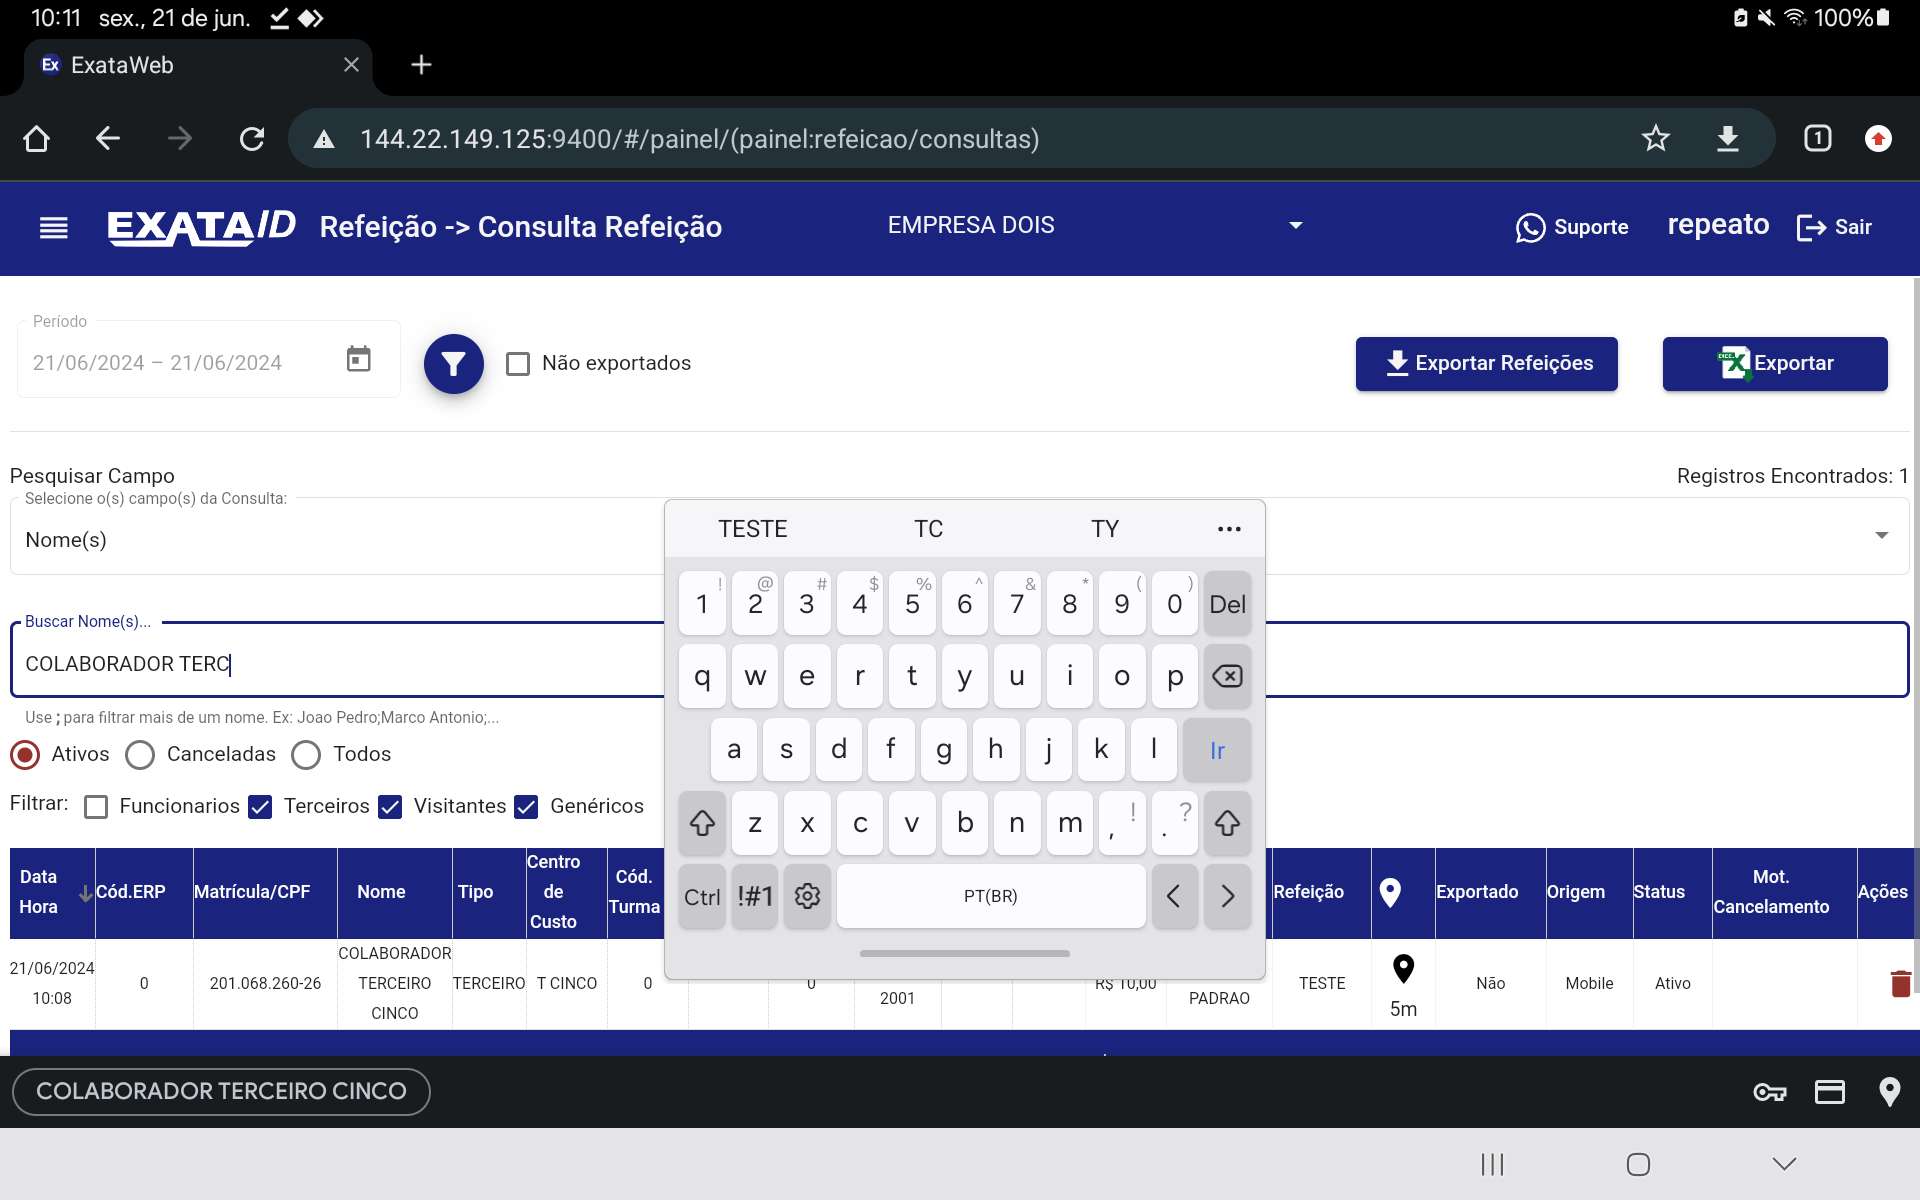 10:11 sex., 21 de jun. 100%
Ex ExataWeb
144.22.149.125:9400/#/painel/(painel:refeicao/consultas) 1
EXATA ID Refeição -> Consulta Refeição EMPRESA DOIS Suporte repeato Sair
Período
21/06/2024 – 21/06/2024 Não exportados Exportar Refeições Exportar
Pesquisar Campo Registros Encontrados: 1
Selecione o(s) campo(s) da Consulta:
Nome(s)
Buscar Nome(s)...
COLABORADOR TERC
Use ; para filtrar mais de um nome. Ex: Joao Pedro;Marco Antonio;...
Ativos Canceladas Todos
Filtrar: Funcionarios Terceiros Visitantes Genéricos
TESTE TC TY ...
1 ! 2 @ 3 # 4 $ 5 % 6 ^ 7 & 8 * 9 ( 0 ) Del
q w e r t y u i o p
a s d f g h j k l Ir
z x c v b n m , ! . ?
Ctrl !#1 PT(BR) < >
Data Hora Cód.ERP Matrícula/CPF Nome Tipo Centro de Custo Cód. Turma Refeição Exportado Origem Status Mot. Cancelamento Ações
21/06/2024 10:08 0 201.068.260-26 COLABORADOR TERCEIRO CINCO TERCEIRO T CINCO 0 0 2001 R$ 10,00 PADRAO TESTE 5m Não Mobile Ativo
COLABORADOR TERCEIRO CINCO